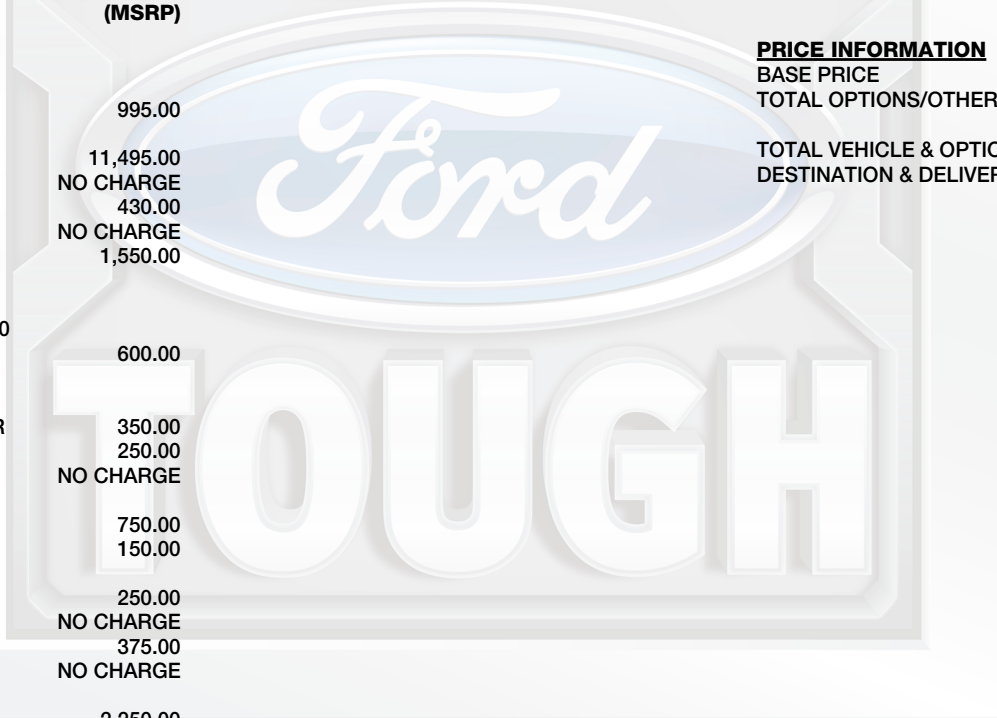 (MSRP)
995.00
11,495.00
NO CHARGE
430.00
NO CHARGE
1,550.00
0
600.00
R
350.00
250.00
NO CHARGE
750.00
150.00
250.00
NO CHARGE
375.00
NO CHARGE
PRICE INFORMATION
BASE PRICE
TOTAL OPTIONS/OTHER
TOTAL VEHICLE & OPTIO
DESTINATION & DELIVER
Ford
TOUGH